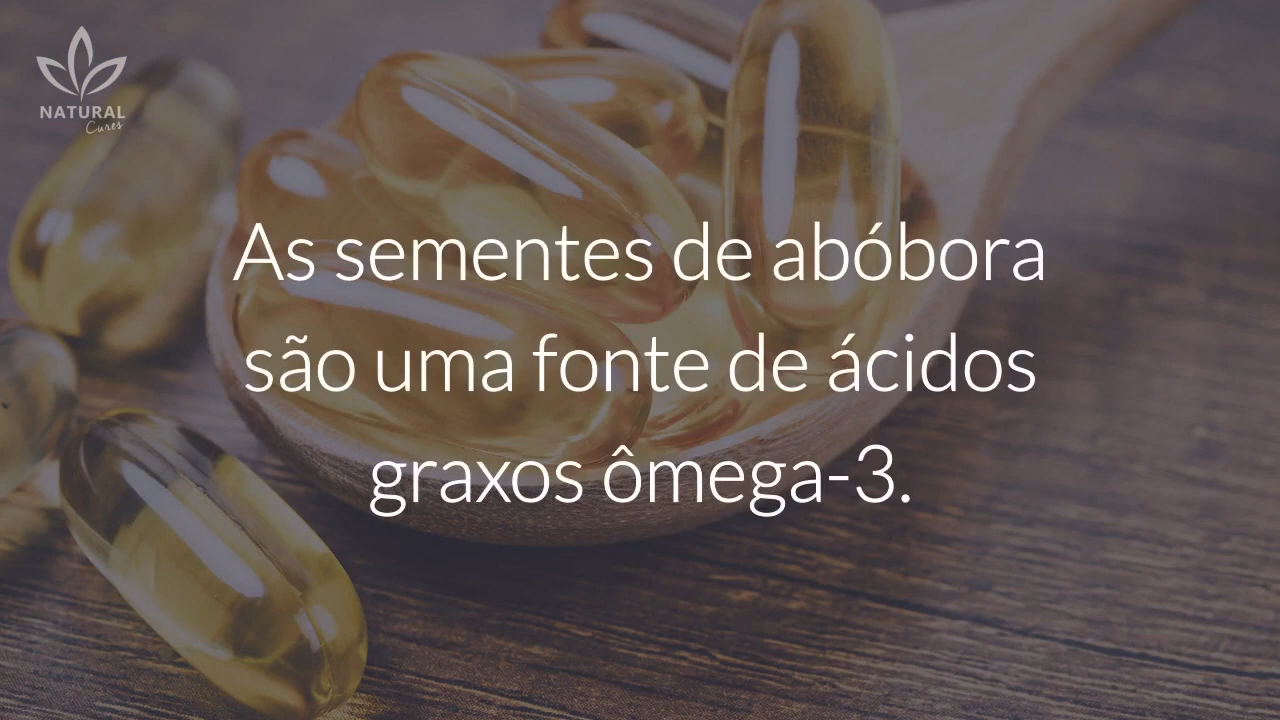 NATURAL
Cures
As sementes de abóbora
são uma fonte de ácidos
graxos ômega-3.